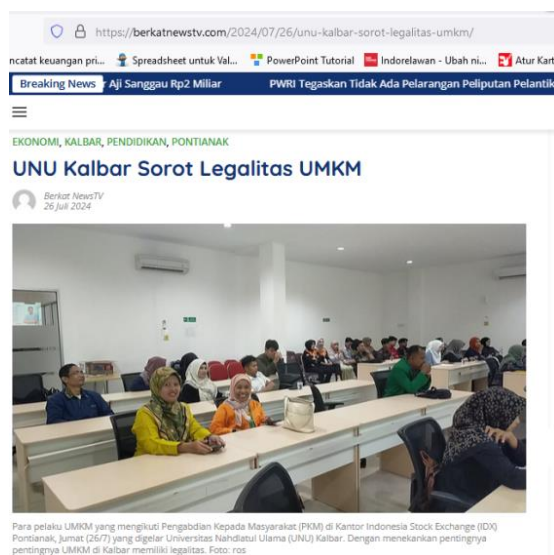 https://berkatnewstv.com/2024/07/26/unu-kalbar-sorot-legalitas-umkm/
ncatat keuangan pri... Spreadsheet untuk Val... PowerPoint Tutorial Indorelawan - Ubah ni... Atur Kart
Breaking News r Aji Sanggau Rp2 Miliar PWRI Tegaskan Tidak Ada Pelarangan Peliputan Pelantik
EKONOMI, KALBAR, PENDIDIKAN, PONTIANAK
UNU Kalbar Sorot Legalitas UMKM
Berkat NewsTV
26 Juli 2024
Para pelaku UMKM yang mengikuti Pengabdian Kepada Masyarakat (PKM) di Kantor Indonesia Stock Exchange (IDX)
Pontianak, Jumat (26/7) yang digelar Universitas Nahdlatul Ulama (UNU) Kalbar. Dengan menekankan pentingnya
pentingnya UMKM di Kalbar memiliki legalitas. Foto: ros